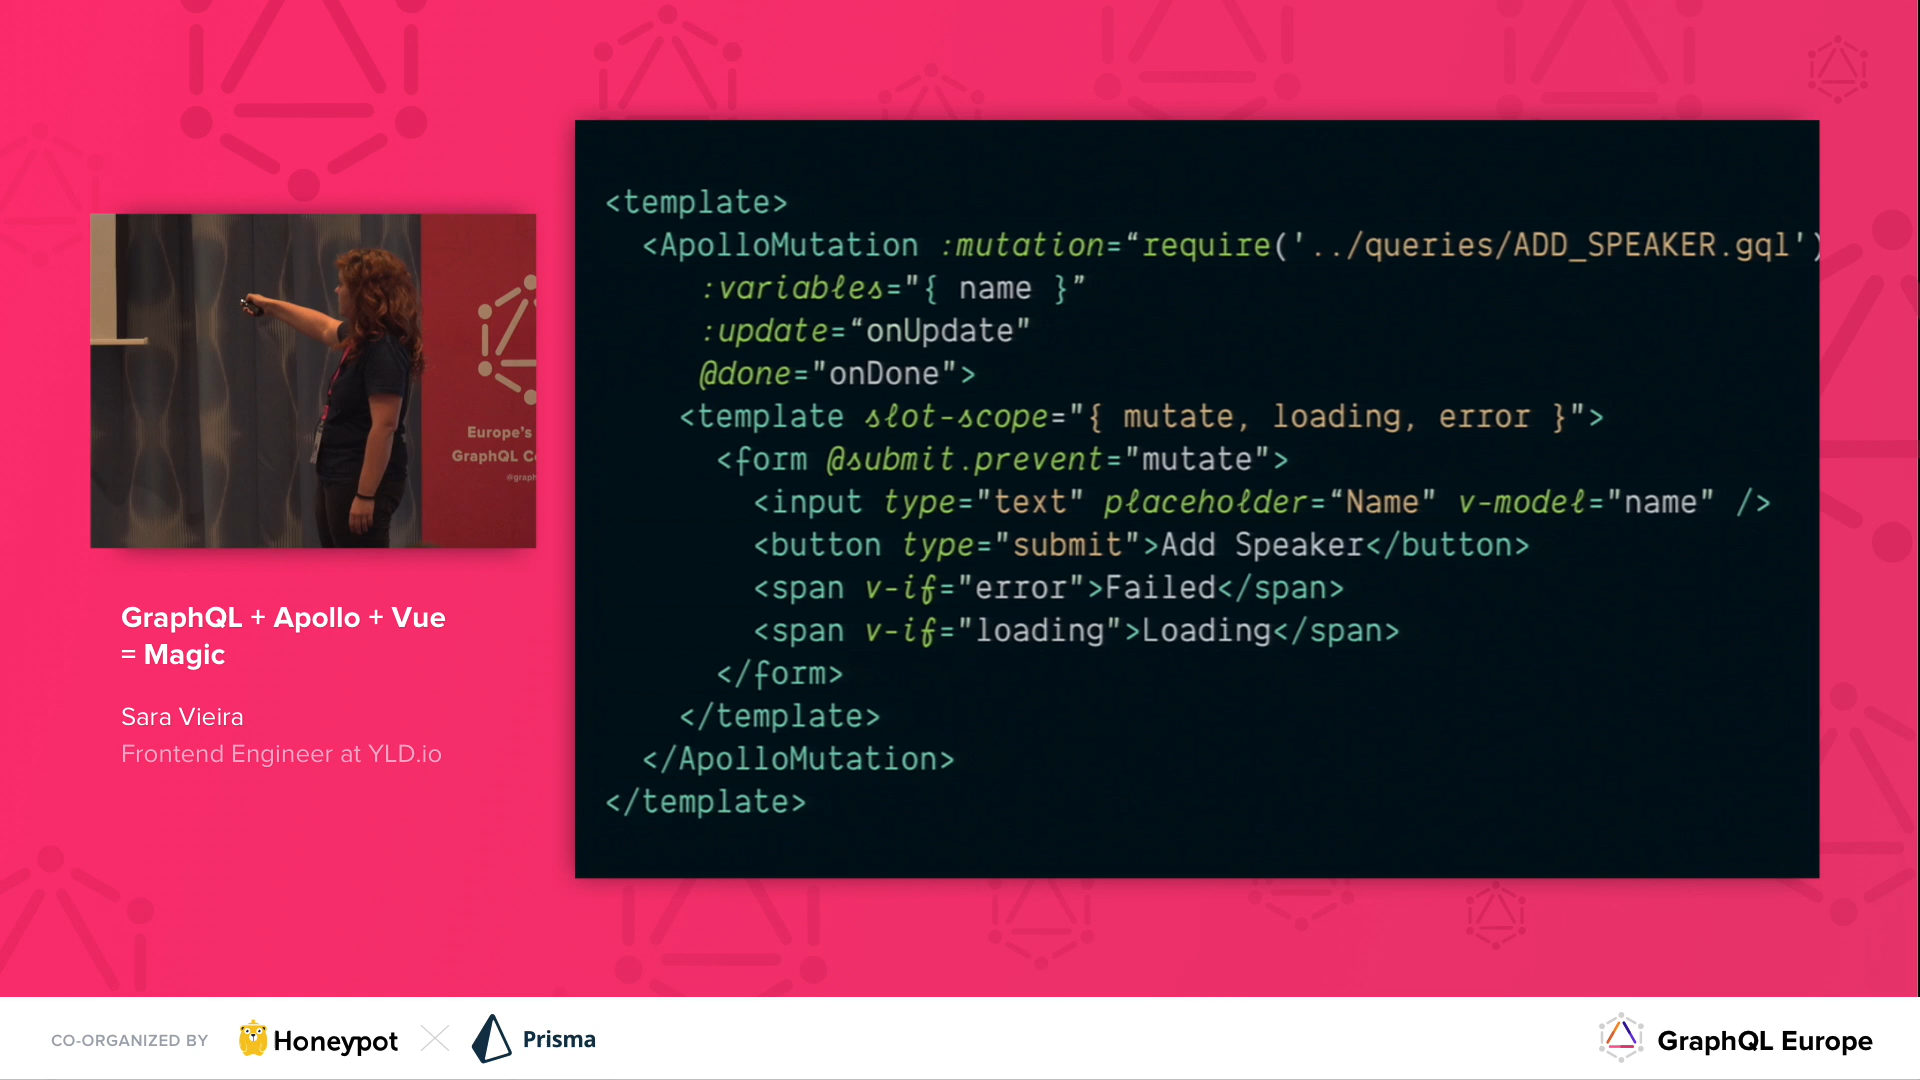 Europe's
GraphQL
@graph
GraphQL + Apollo + Vue
= Magic
Sara Vieira
Frontend Engineer at YLD.io
<template>
<ApolloMutation :mutation=“require('../queries/ADD_SPEAKER.gql')
:variables="{ name }”
:update=“onUpdate"
@done="onDone">
<template slot-scope="{ mutate, loading, error }">
<form @submit.prevent="mutate">
<input type="text" placeholder=“Name" v-model="name" />
<button type="submit">Add Speaker</button>
<span v-if="error">Failed</span>
<span v-if="loading">Loading</span>
</form>
</template>
</ApolloMutation>
</template>
CO-ORGANIZED BY
Honeypot
Prisma
GraphQL Europe